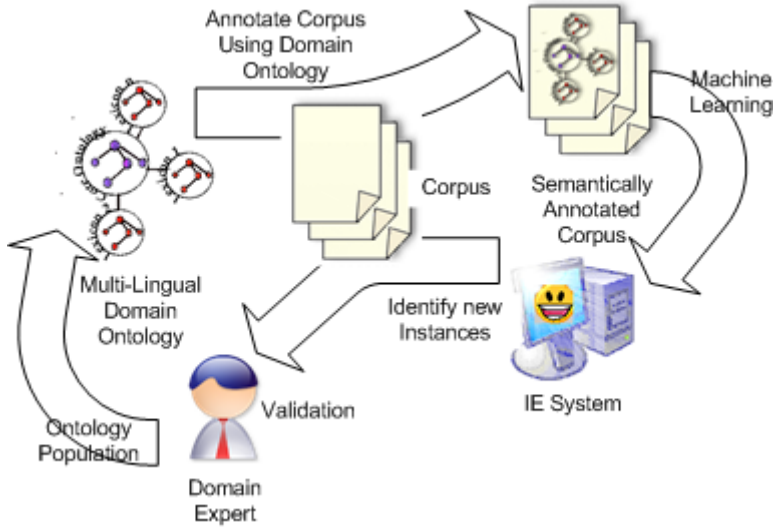 Annotate Corpus
Using Domain
Ontology
Machine
Learning
Corpus
Semantically
Annotated
Corpus
Multi-Lingual
Domain
Ontology
Identify new
Instances
IE System
Validation
Ontology
Population
Domain
Expert